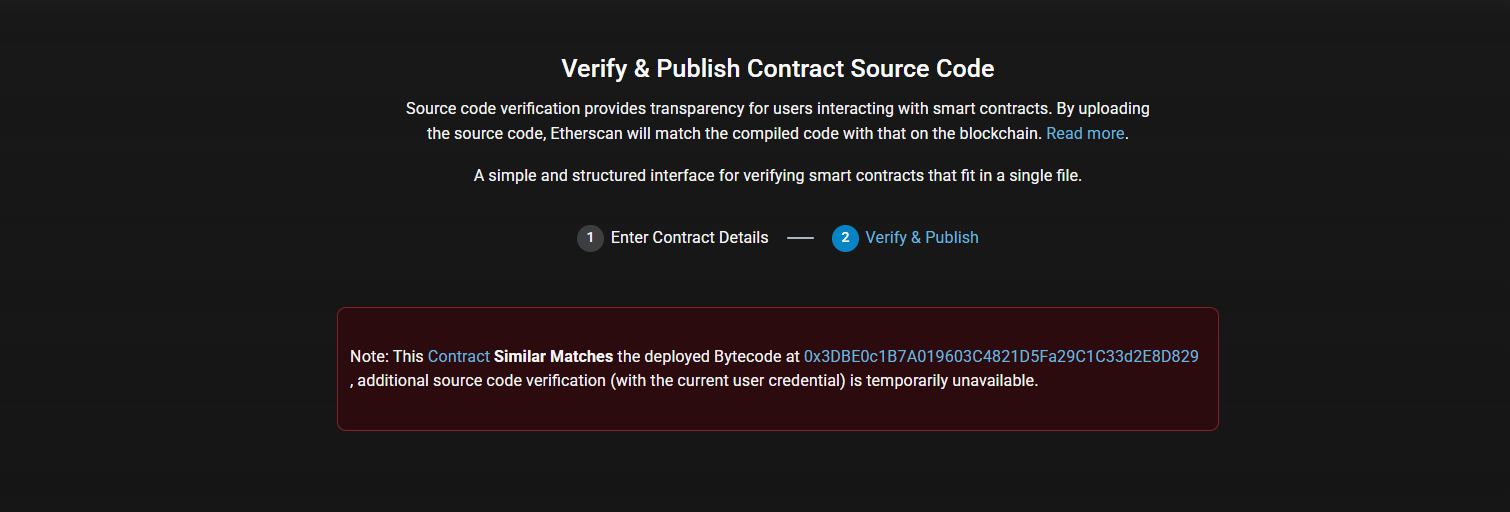 Verify & Publish Contract Source Code
Source code verification provides transparency for users interacting with smart contracts. By uploading
the source code, Etherscan will match the compiled code with that on the blockchain. Read more.
A simple and structured interface for verifying smart contracts that fit in a single file.
1 Enter Contract Details — 2 Verify & Publish
Note: This Contract Similar Matches the deployed Bytecode at 0x3DBE0c1B7A019603C4821D5Fa29C1C33d2E8D829
, additional source code verification (with the current user credential) is temporarily unavailable.